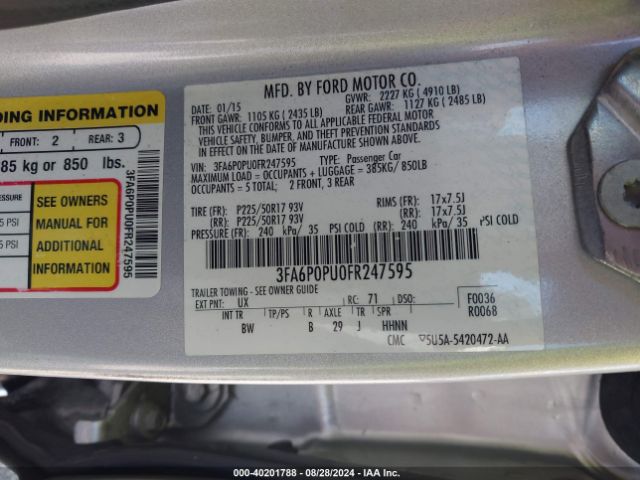 MFD. BY FORD MOTOR CO.
DATE: 01/15
GVWR: 2227 KG ( 4910 LB)
FRONT GAWR: 1105 KG ( 2435 LB)
REAR GAWR: 1127 KG ( 2485 LB)
THIS VEHICLE CONFORMS TO ALL APPLICABLE FEDERAL MOTOR
VEHICLE SAFETY, BUMPER, AND THEFT PREVENTION STANDARDS
IN EFFECT ON THE DATE OF MANUFACTURE SHOWN ABOVE.
VIN: 3FA6P0PU0FR247595 TYPE: Passenger Car
MAXIMUM LOAD = OCCUPANTS + LUGGAGE = 385KG/ 850LB
OCCUPANTS = 5 TOTAL; 2 FRONT, 3 REAR
TIRE (FR): P225/50R17 93V RIMS (FR): 17x7.5J
(RR): P225/50R17 93V (RR): 17x7.5J
PRESSURE (FR): 240 kPa/ 35 PSI COLD (RR): 240 kPa/ 35 PSI COLD
3FA6P0PU0FR247595
TRAILER TOWING - SEE OWNER GUIDE
EXT PNT: UX RC: 71 DSO: F0036
INT TR TP/PS R AXLE TR SPR R0068
BW B 29 J HHNN
CMC 5U5A-5420472-AA
DING INFORMATION
FRONT: 2 REAR: 3
85 kg or 850 lbs.
PRESSURE
5 PSI
5 PSI
SEE OWNERS
MANUAL FOR
ADDITIONAL
INFORMATION
3FA6P0PU0FR247595
000-40201788 - 08/28/2024 - IAA Inc.